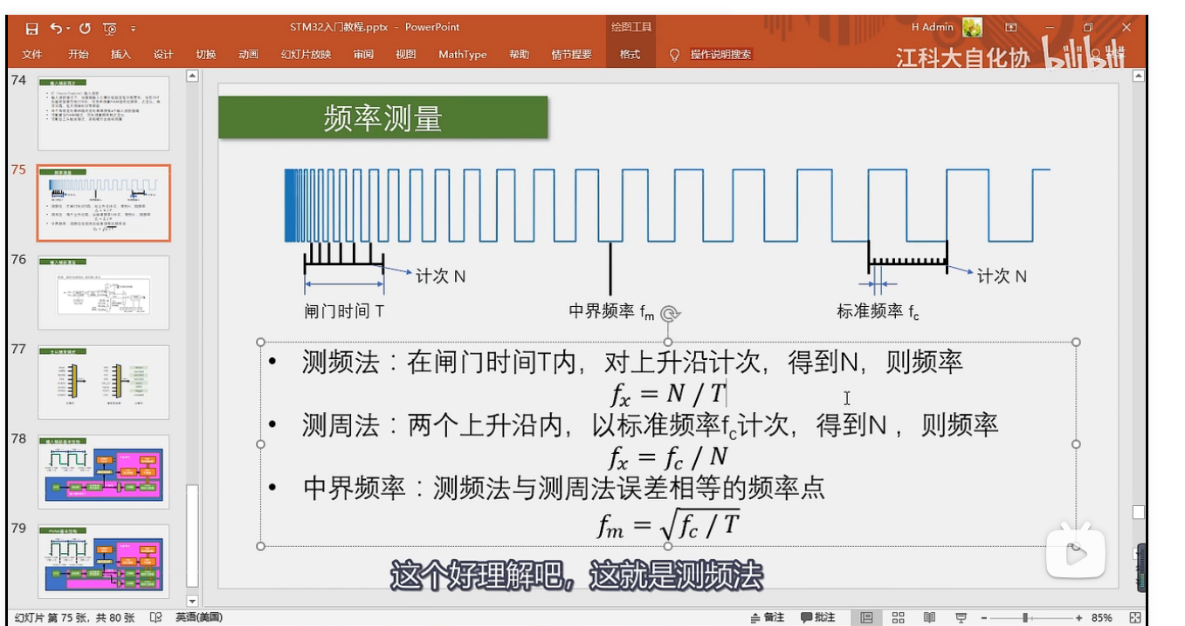 STM32入门教程.pptx - PowerPoint
绘图工具
H Admin
文件 开始 插入 设计 切换 动画 幻灯片放映 审阅 视图 MathType 帮助 情节提要 格式 操作说明搜索
江科大自化协 bilibili
74
75
76
77
78
79
频率测量
计次 N
计次 N
闸门时间 T
中界频率 fm
标准频率 fc
• 测频法：在闸门时间T内，对上升沿计次，得到N，则频率
fx = N / T
• 测周法：两个上升沿内，以标准频率fc计次，得到N ，则频率
fx = fc / N
• 中界频率：测频法与测周法误差相等的频率点
fm = √fc / T
这个好理解吧，这就是测频法
幻灯片 第 75 张，共 80 张 英语(美国) 备注 批注 85%